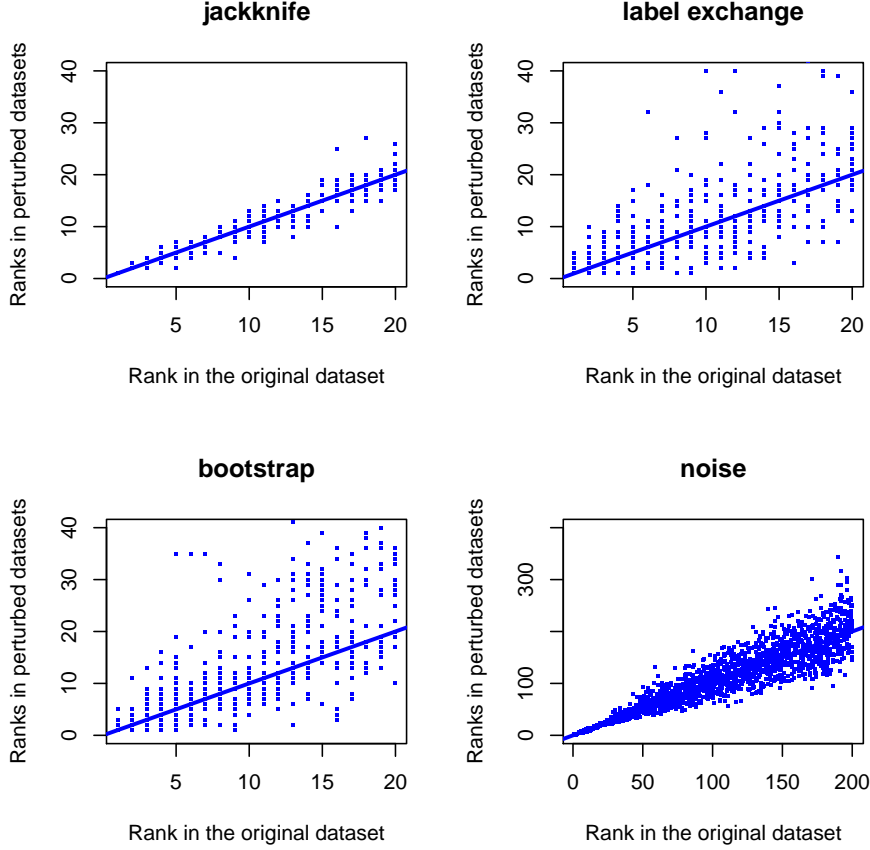 jackknife
Ranks in perturbed datasets
0 10 20 30 40
5 10 15 20
Rank in the original dataset
label exchange
Ranks in perturbed datasets
0 10 20 30 40
5 10 15 20
Rank in the original dataset
bootstrap
Ranks in perturbed datasets
0 10 20 30 40
5 10 15 20
Rank in the original dataset
noise
Ranks in perturbed datasets
0 100 300
0 50 100 150 200
Rank in the original dataset